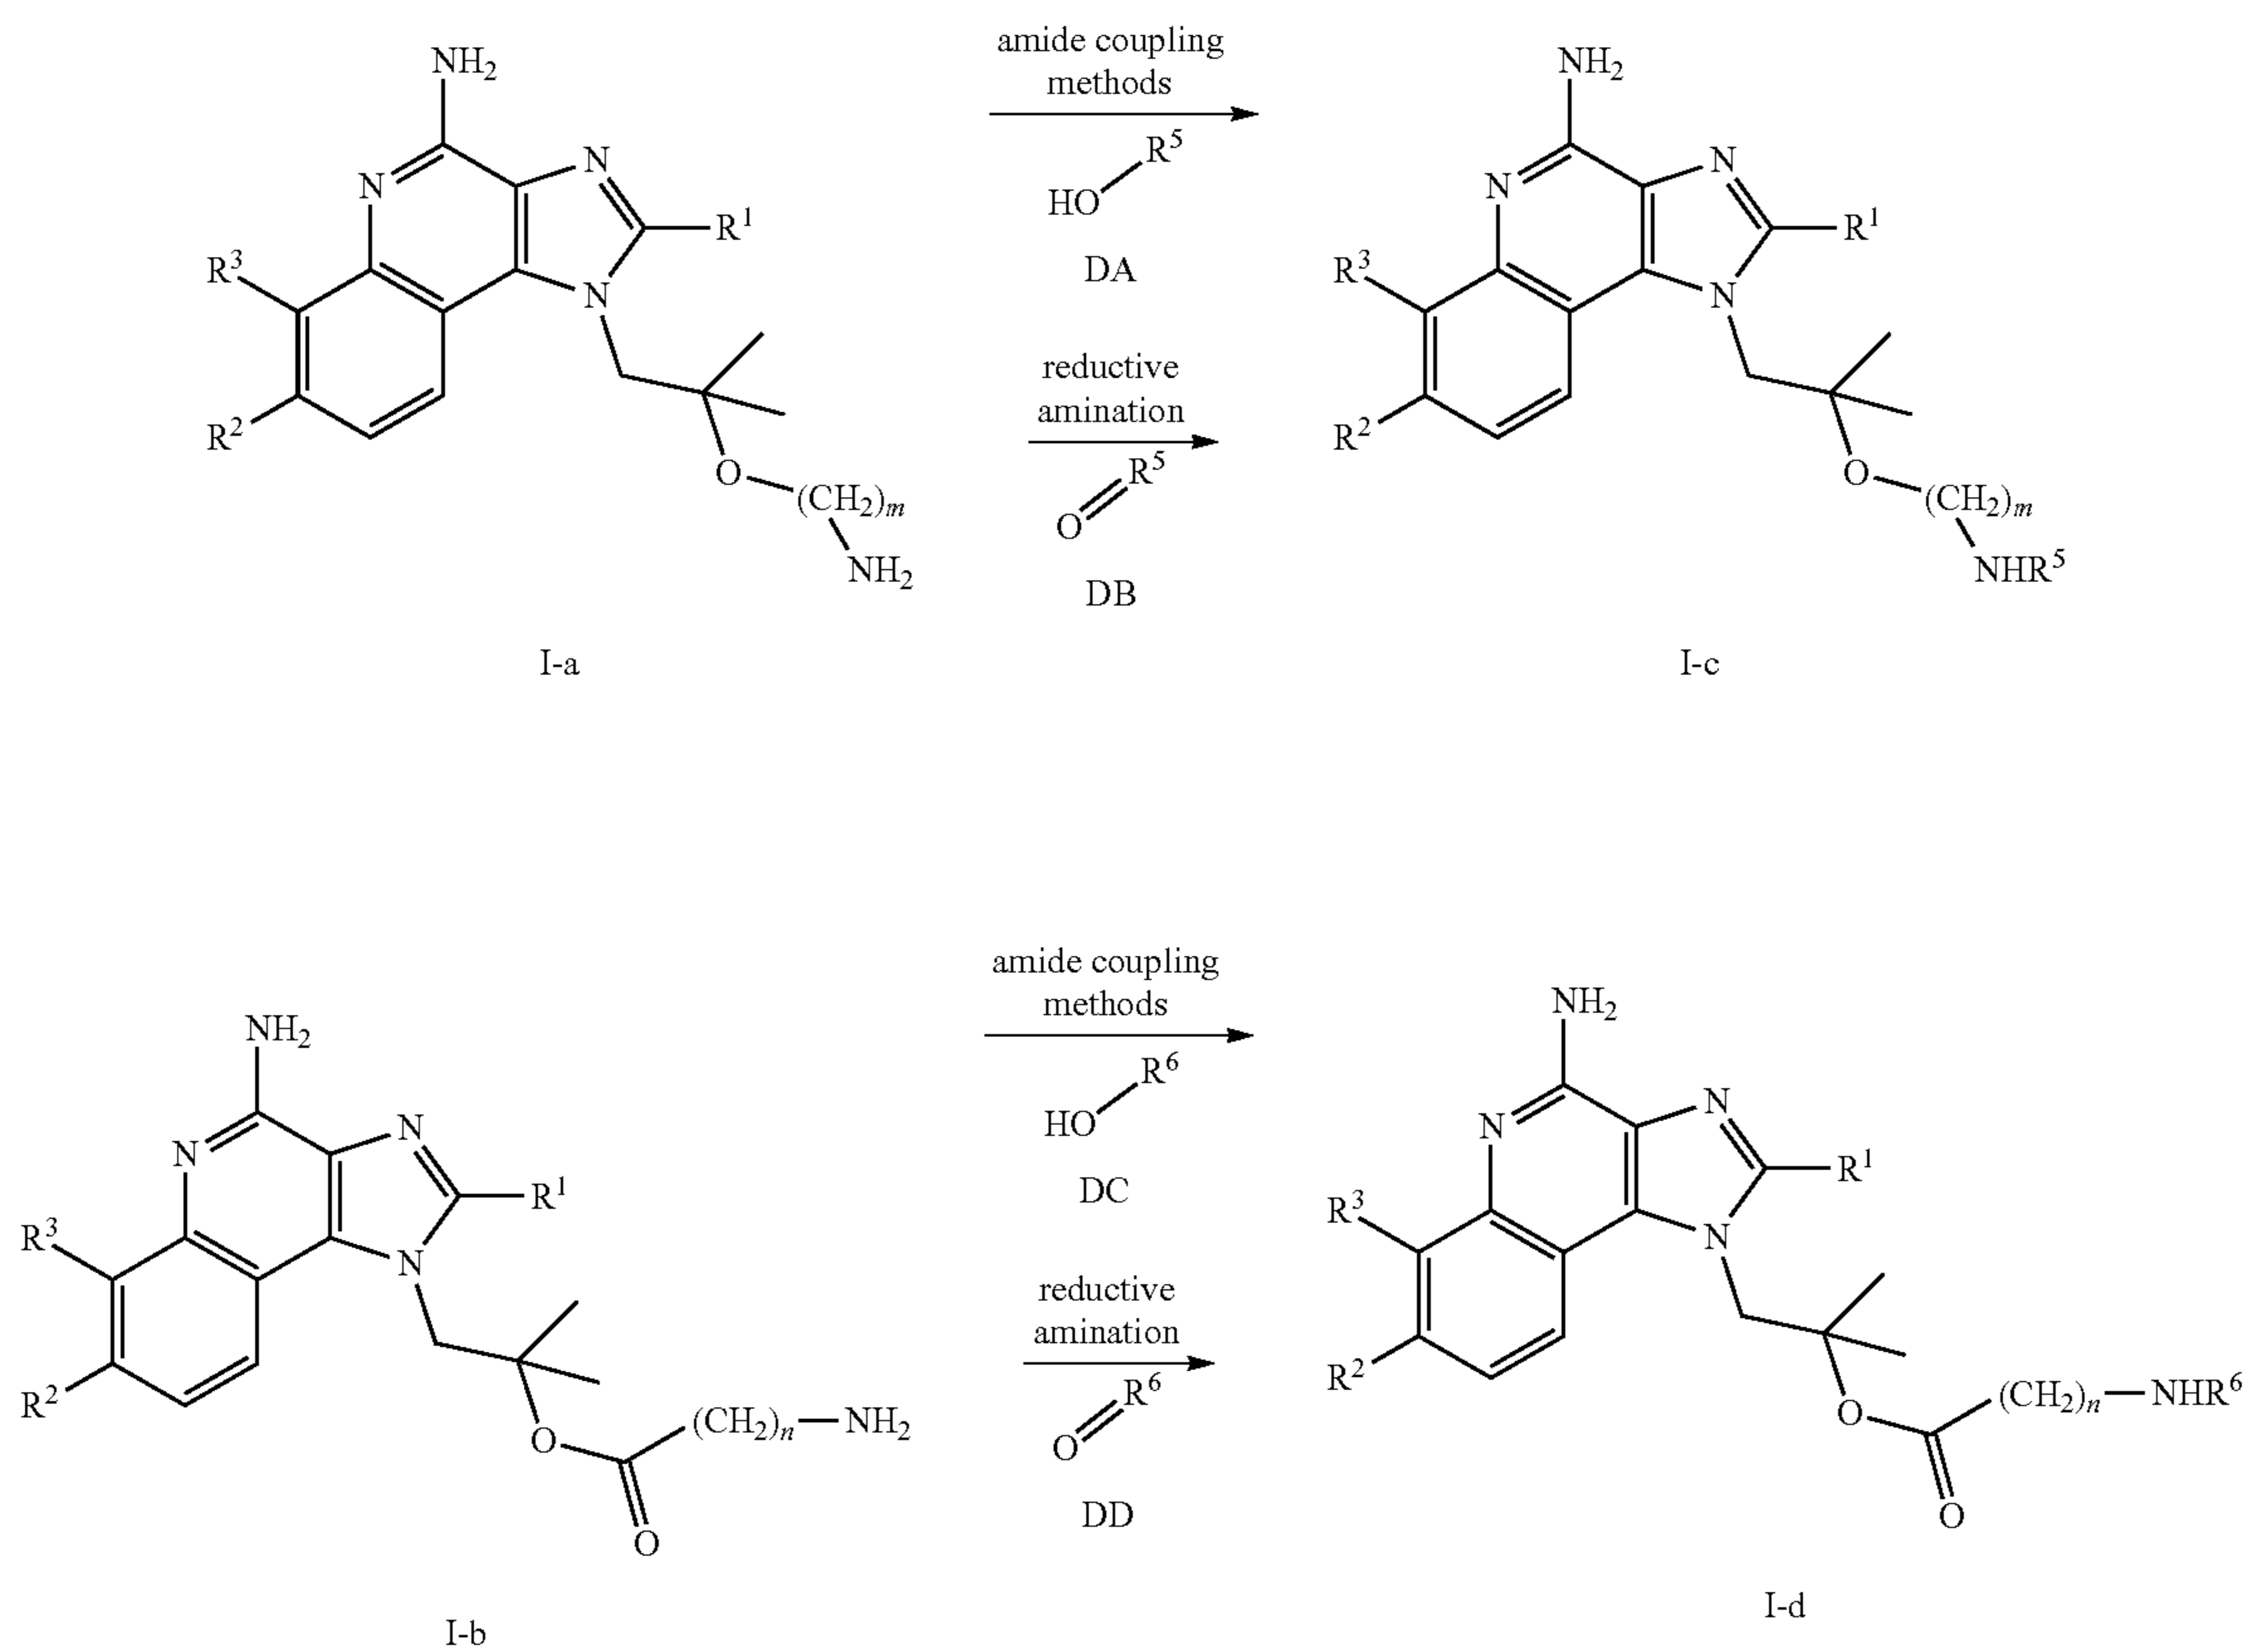 NH₂
amide coupling
methods
NH₂
R⁵
HO
DA
N
N
R¹
N
N
R¹
R³
N
R³
N
reductive
amination
R²
R²
O
R⁵
O
O
(CH₂)ₘ
(CH₂)ₘ
NH₂
DB
NHR⁵
I-a
I-c
amide coupling
methods
NH₂
NH₂
R⁶
HO
DC
N
N
R¹
N
N
R¹
R³
N
R³
N
reductive
amination
R²
R²
O
R⁶
O
(CH₂)ₙ
NH₂
O
(CH₂)ₙ
NHR⁶
O
O
DD
I-b
I-d